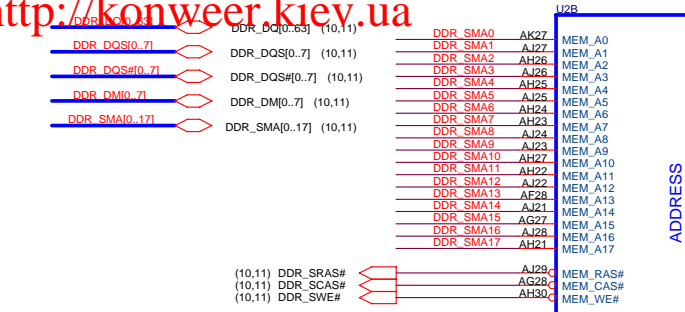 http://konweer.kiev.ua
U2B
DDR_DQ[0..63] DDR_DQ[0..63] (10,11)
DDR_DQS[0..7] DDR_DQS[0..7] (10,11)
DDR_DQS#[0..7] DDR_DQS#[0..7] (10,11)
DDR_DM[0..7] DDR_DM[0..7] (10,11)
DDR_SMA[0..17] DDR_SMA[0..17] (10,11)
DDR_SMA0 AK27 MEM_A0
DDR_SMA1 AJ27 MEM_A1
DDR_SMA2 AH26 MEM_A2
DDR_SMA3 AJ26 MEM_A3
DDR_SMA4 AH25 MEM_A4
DDR_SMA5 AJ25 MEM_A5
DDR_SMA6 AH24 MEM_A6
DDR_SMA7 AH23 MEM_A7
DDR_SMA8 AJ24 MEM_A8
DDR_SMA9 AJ23 MEM_A9
DDR_SMA10 AH27 MEM_A10
DDR_SMA11 AH22 MEM_A11
DDR_SMA12 AJ22 MEM_A12
DDR_SMA13 AF28 MEM_A13
DDR_SMA14 AJ21 MEM_A14
DDR_SMA15 AG27 MEM_A15
DDR_SMA16 AJ28 MEM_A16
DDR_SMA17 AH21 MEM_A17
ADDRESS
(10,11) DDR_SRAS# AJ29 MEM_RAS#
(10,11) DDR_SCAS# AG28 MEM_CAS#
(10,11) DDR_SWE# AH30 MEM_WE#